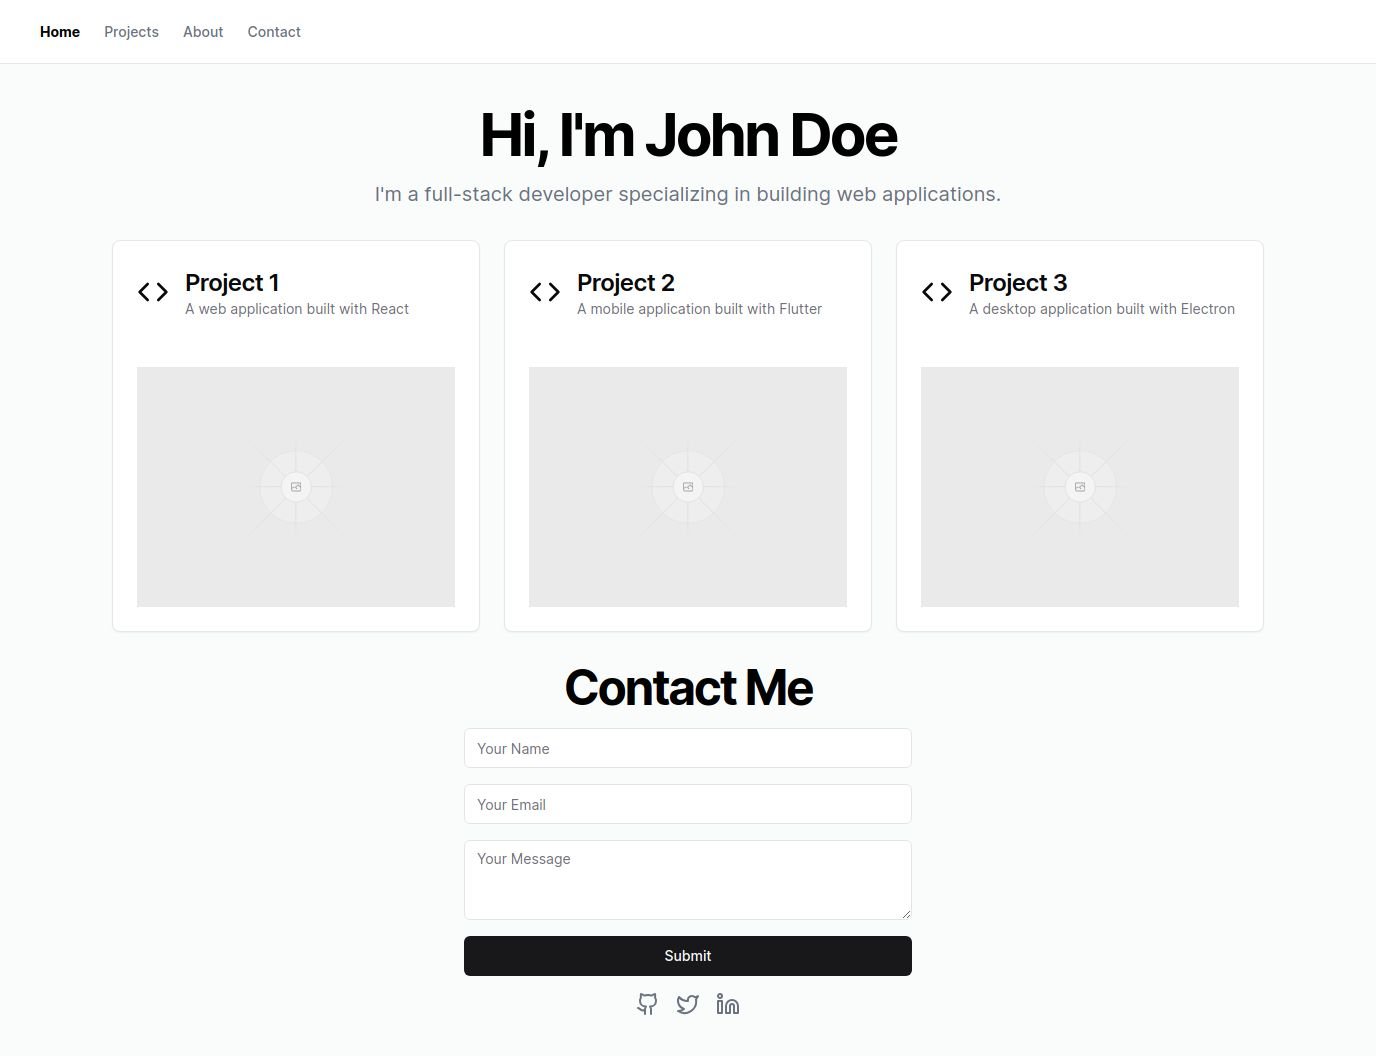 Home Projects About Contact
Hi, I'm John Doe
I'm a full-stack developer specializing in building web applications.
Project 1
A web application built with React
Project 2
A mobile application built with Flutter
Project 3
A desktop application built with Electron
Contact Me
Your Name
Your Email
Your Message
Submit